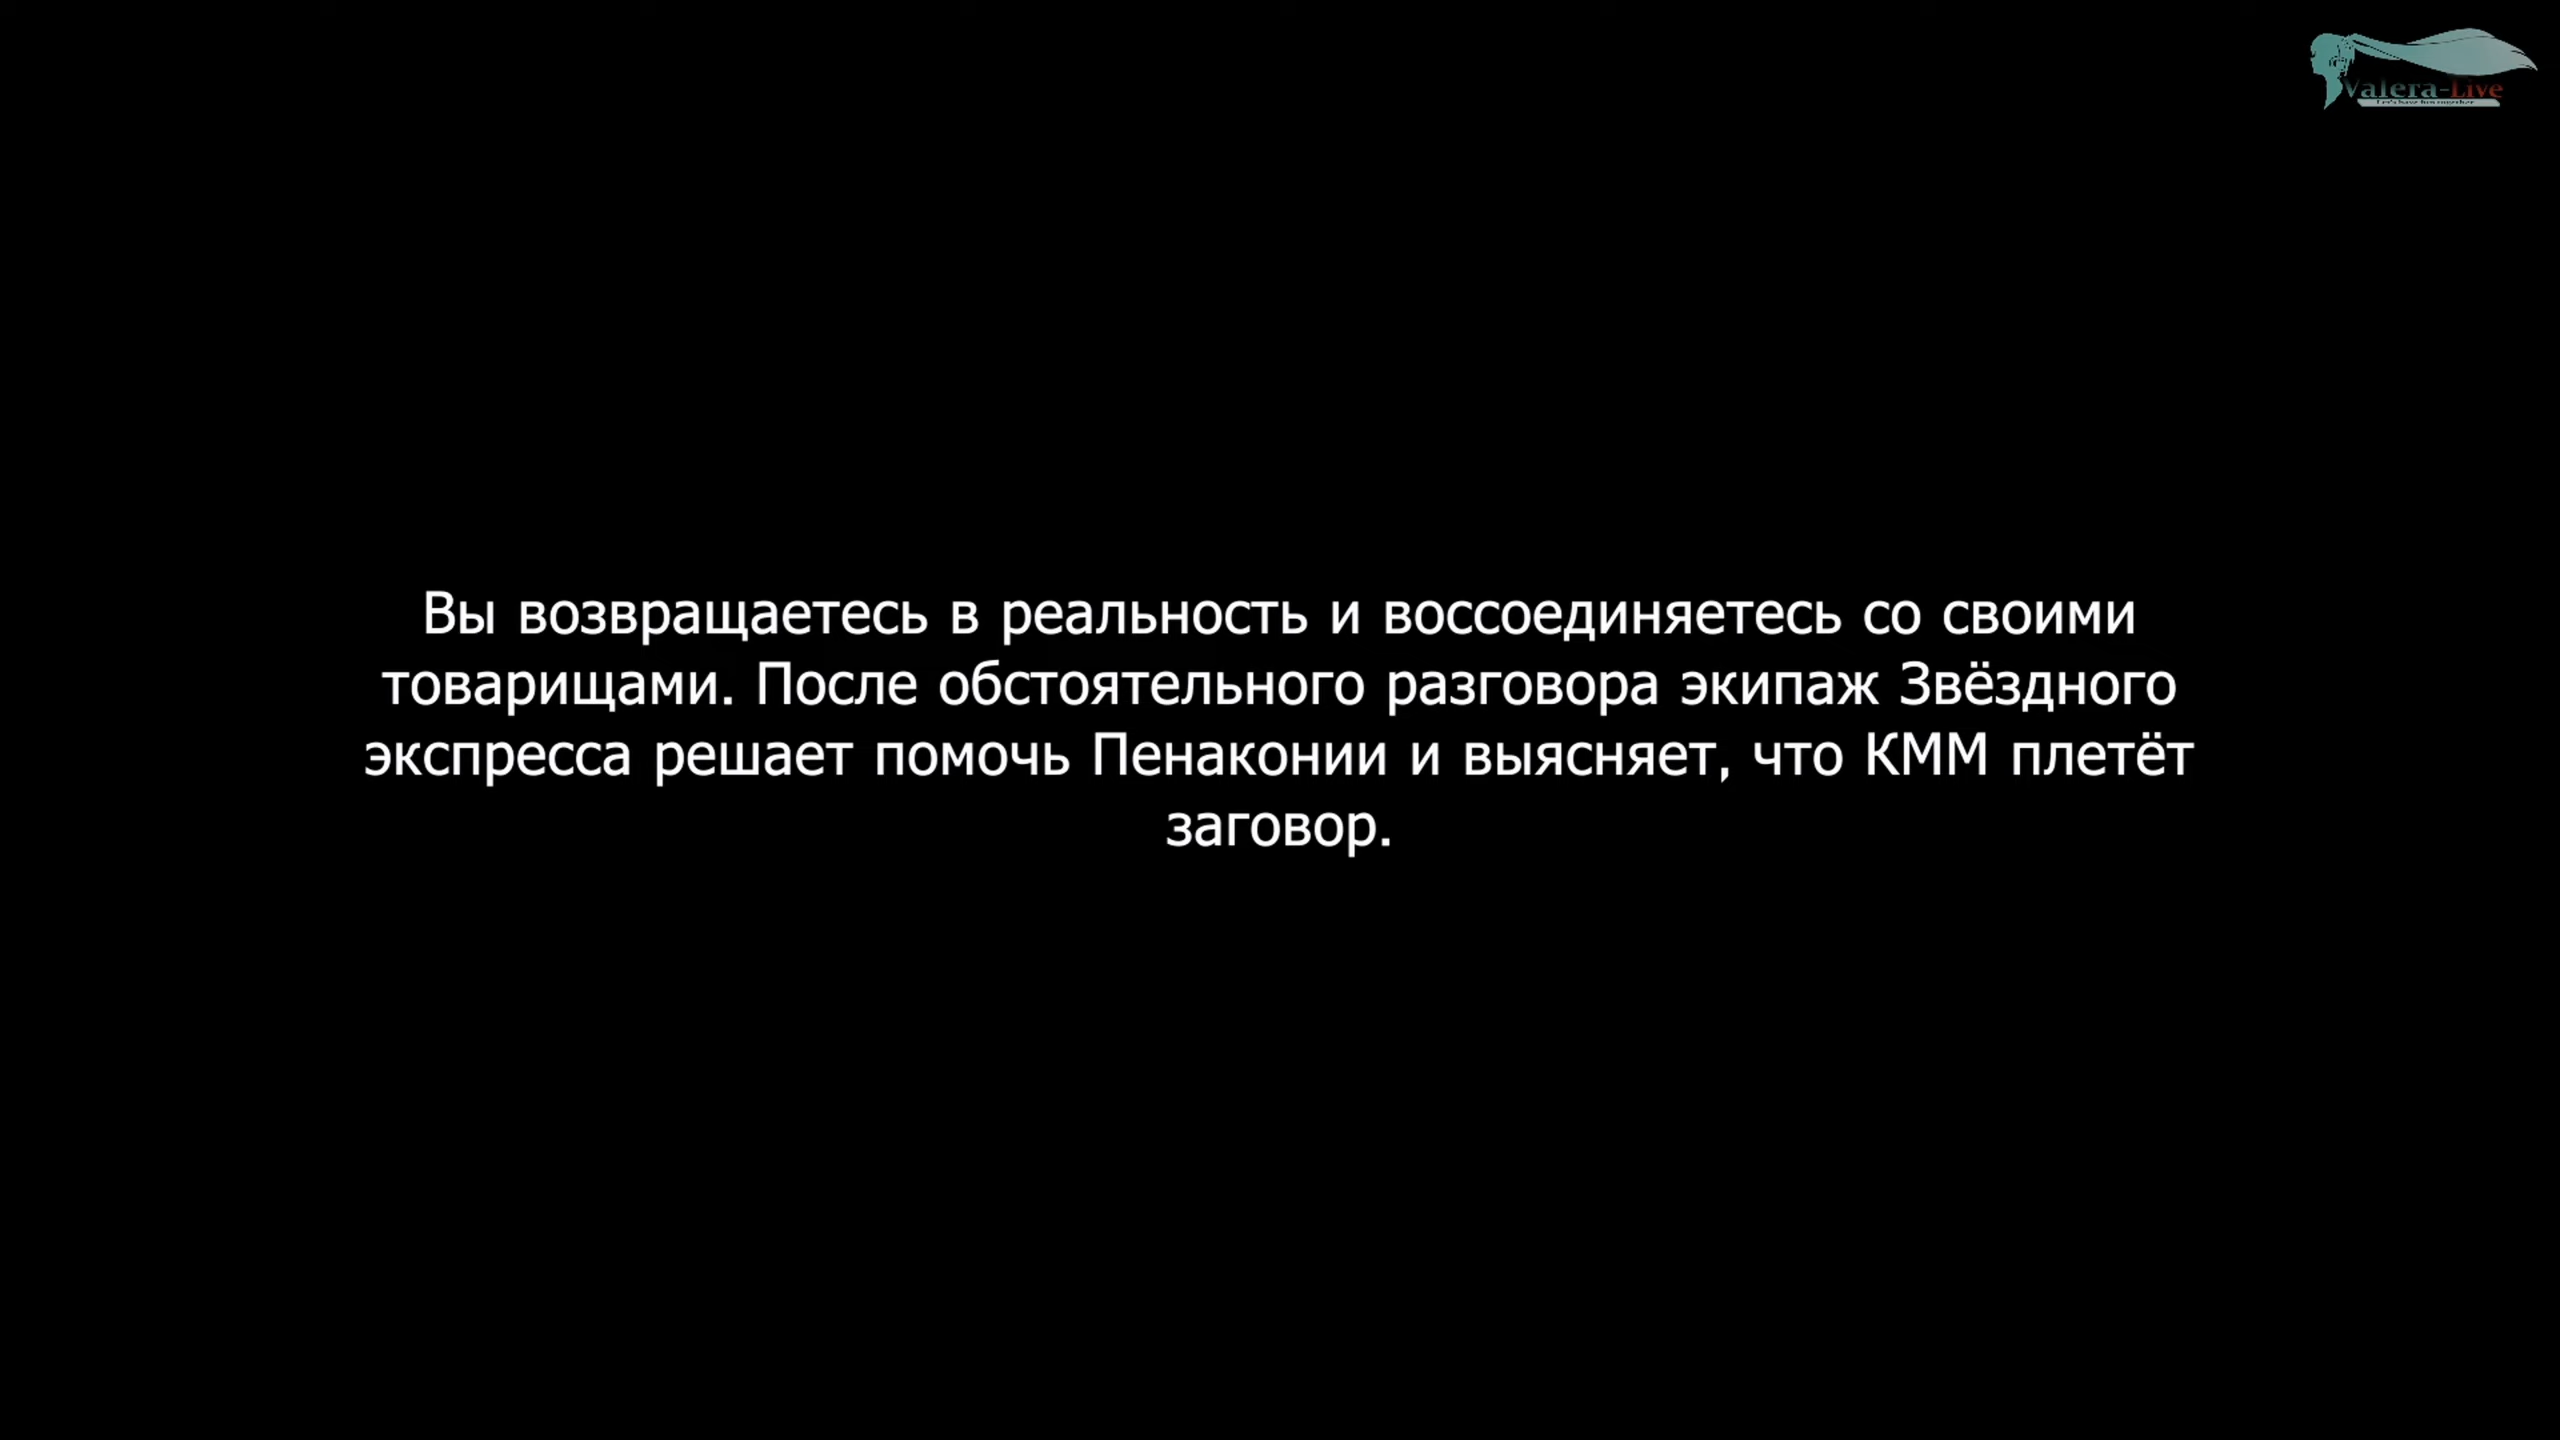 Valera-Live
Вы возвращаетесь в реальность и воссоединяетесь со своими
товарищами. После обстоятельного разговора экипаж Звёздного
экспресса решает помочь Пенаконии и выясняет, что КММ плетёт
заговор.